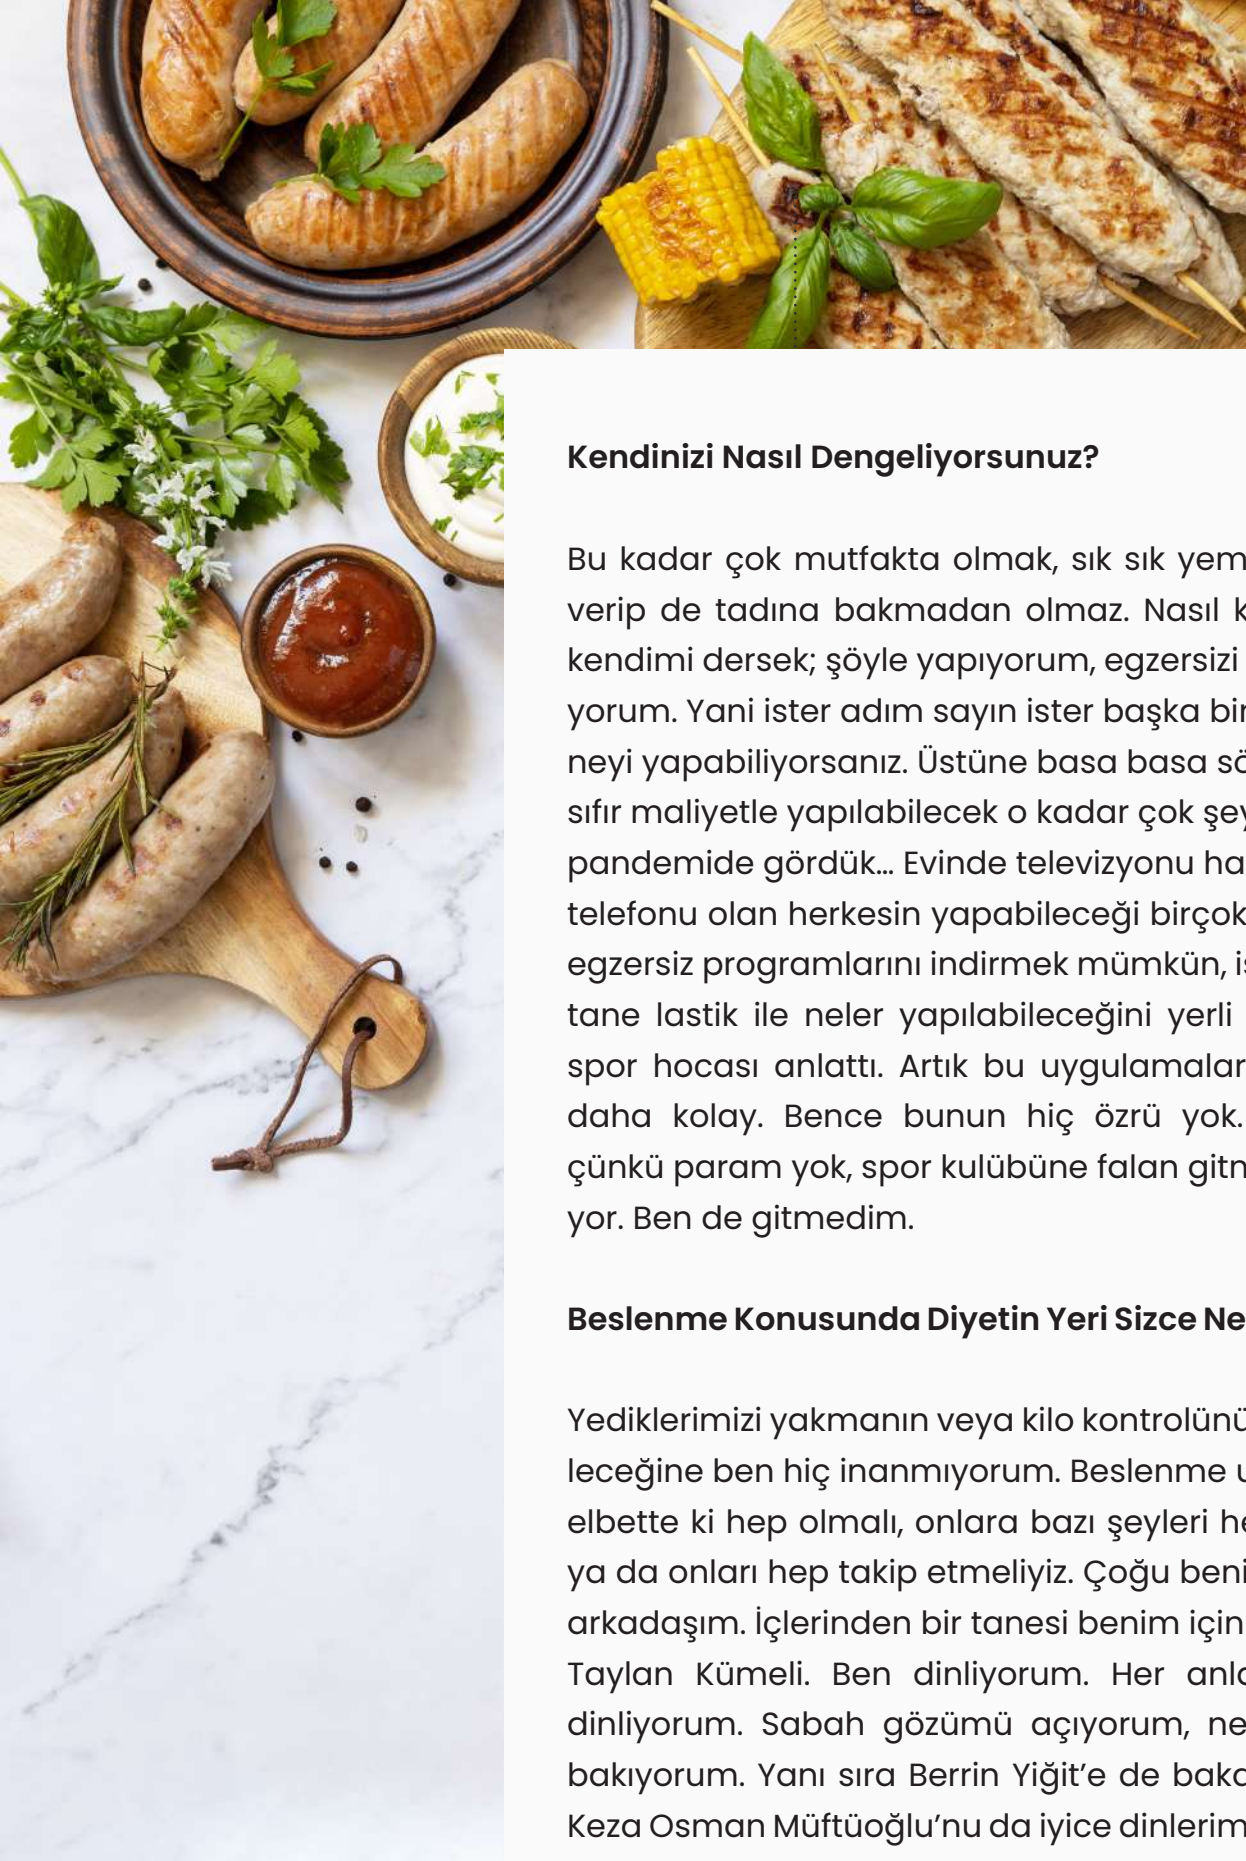 Kendinizi Nasıl Dengeliyorsunuz?
Bu kadar çok mutfakta olmak, sık sık yem
verip de tadına bakmadan olmaz. Nasıl k
kendimi dersek; şöyle yapıyorum, egzersizi
yorum. Yani ister adım sayın ister başka bir
neyi yapabiliyorsanız. Üstüne basa basa sö
sıfır maliyetle yapılabilecek o kadar çok şey
pandemide gördük... Evinde televizyonu ha
telefonu olan herkesin yapabileceği birçok
egzersiz programlarını indirmek mümkün, is
tane lastik ile neler yapılabileceğini yerli
spor hocası anlattı. Artık bu uygulamalar
daha kolay. Bence bunun hiç özrü yok.
çünkü param yok, spor kulübüne falan gitm
yor. Ben de gitmedim.
Beslenme Konusunda Diyetin Yeri Sizce Ne
Yediklerimizi yakmanın veya kilo kontrolünü
leceğine ben hiç inanmıyorum. Beslenme u
elbette ki hep olmalı, onlara bazı şeyleri he
ya da onları hep takip etmeliyiz. Çoğu beni
arkadaşım. İçlerinden bir tanesi benim için
Taylan Kümeli. Ben dinliyorum. Her anla
dinliyorum. Sabah gözümü açıyorum, ne
bakıyorum. Yanı sıra Berrin Yiğit’e de baka
Keza Osman Müftüoğlu’nu da iyice dinlerim